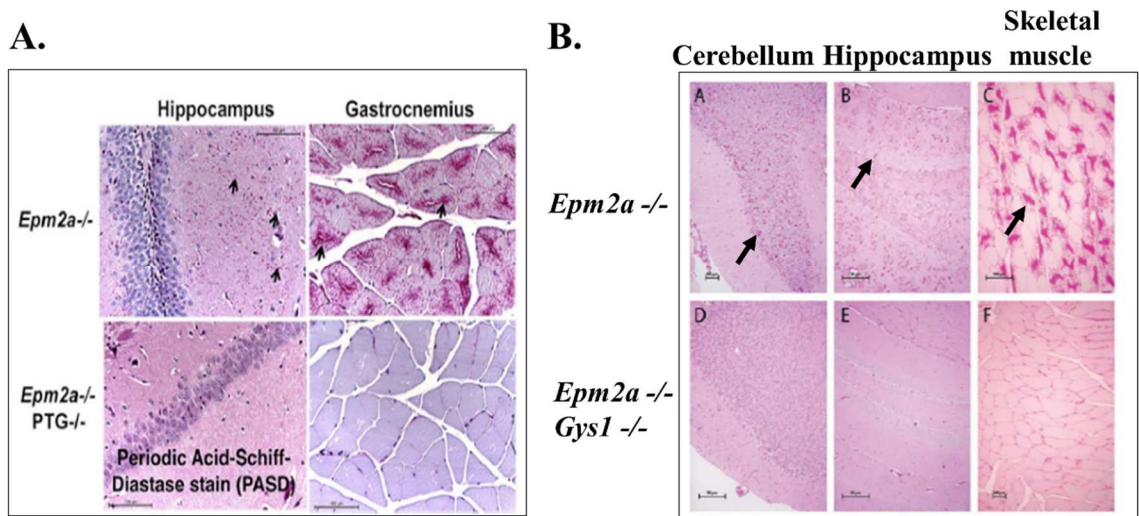 A.
Hippocampus
Gastrocnemius
Epm2a-/-
Epm2a-/-
PTG-/-
Periodic Acid-Schiff-
Diastase stain (PASD)
B.
Cerebellum Hippocampus Skeletal
muscle
A
B
C
Epm2a -/-
D
E
F
Epm2a -/-
Gys1 -/-